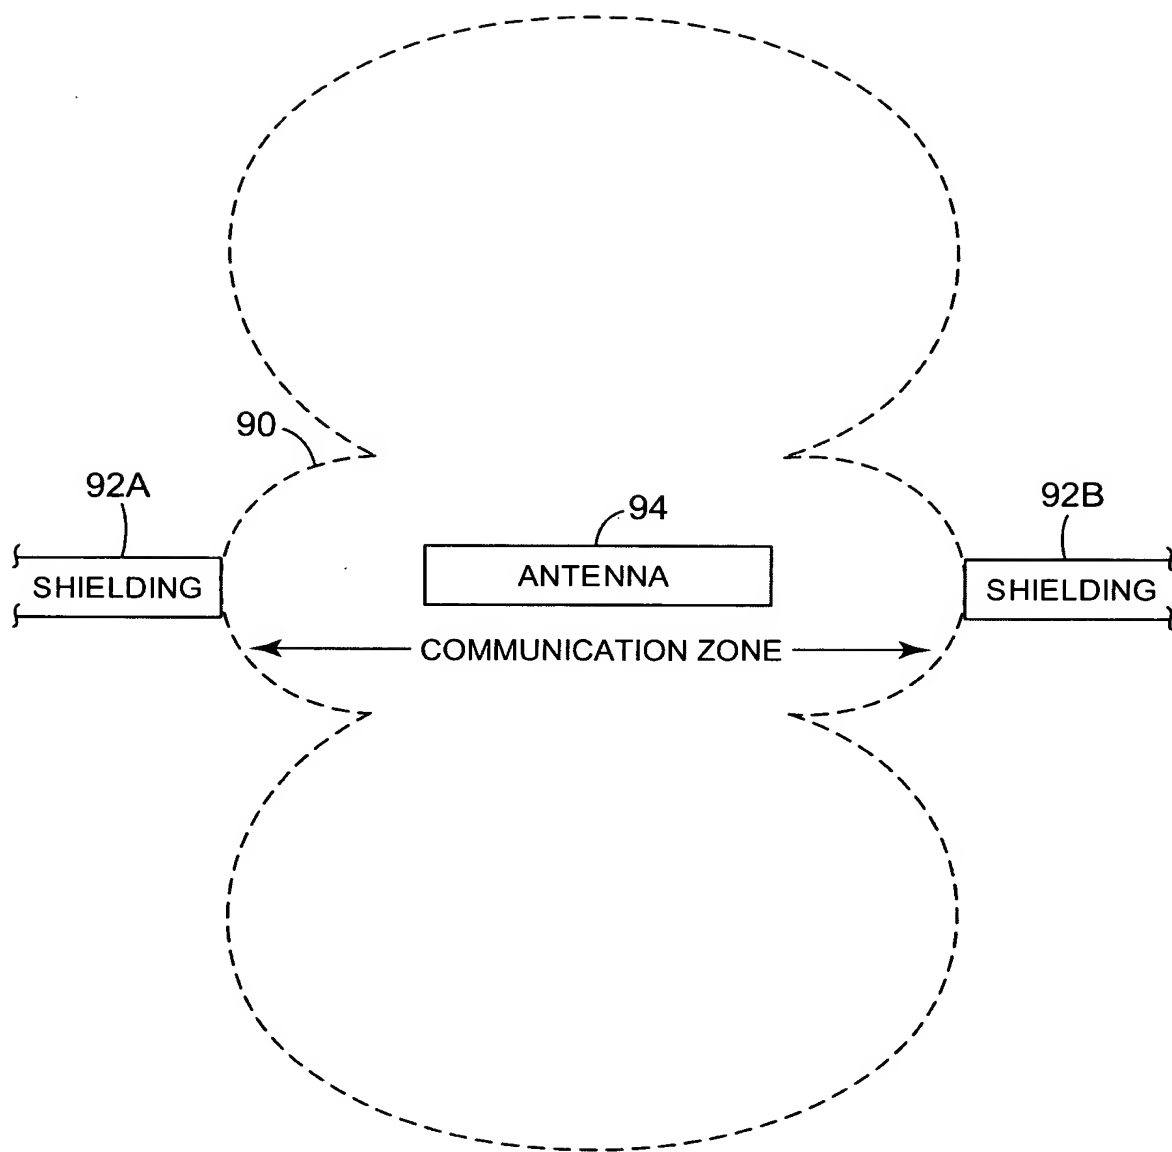 90
92A
94
92B
SHIELDING
ANTENNA
SHIELDING
COMMUNICATION ZONE